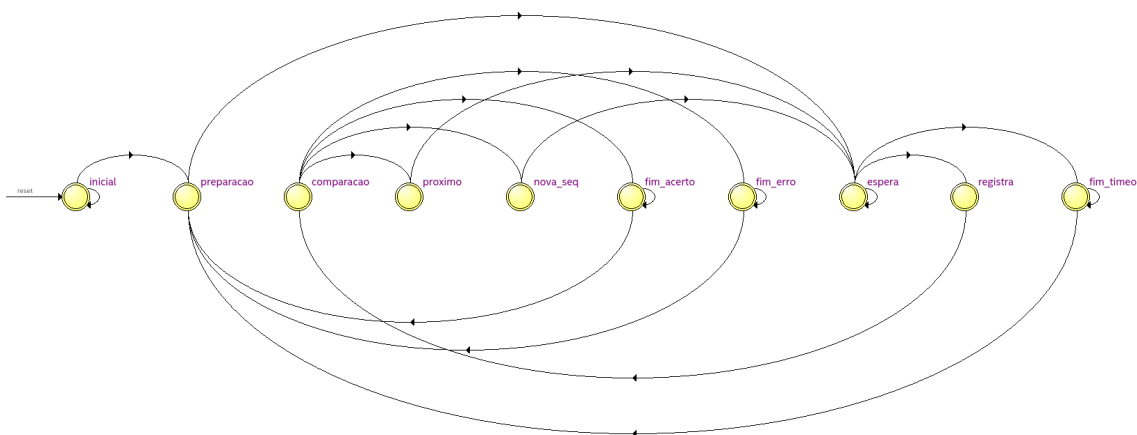 reset
inicial
preparacao
comparacao
proximo
nova_seq
fim_acerto
fim_erro
espera
registra
fim_timeo